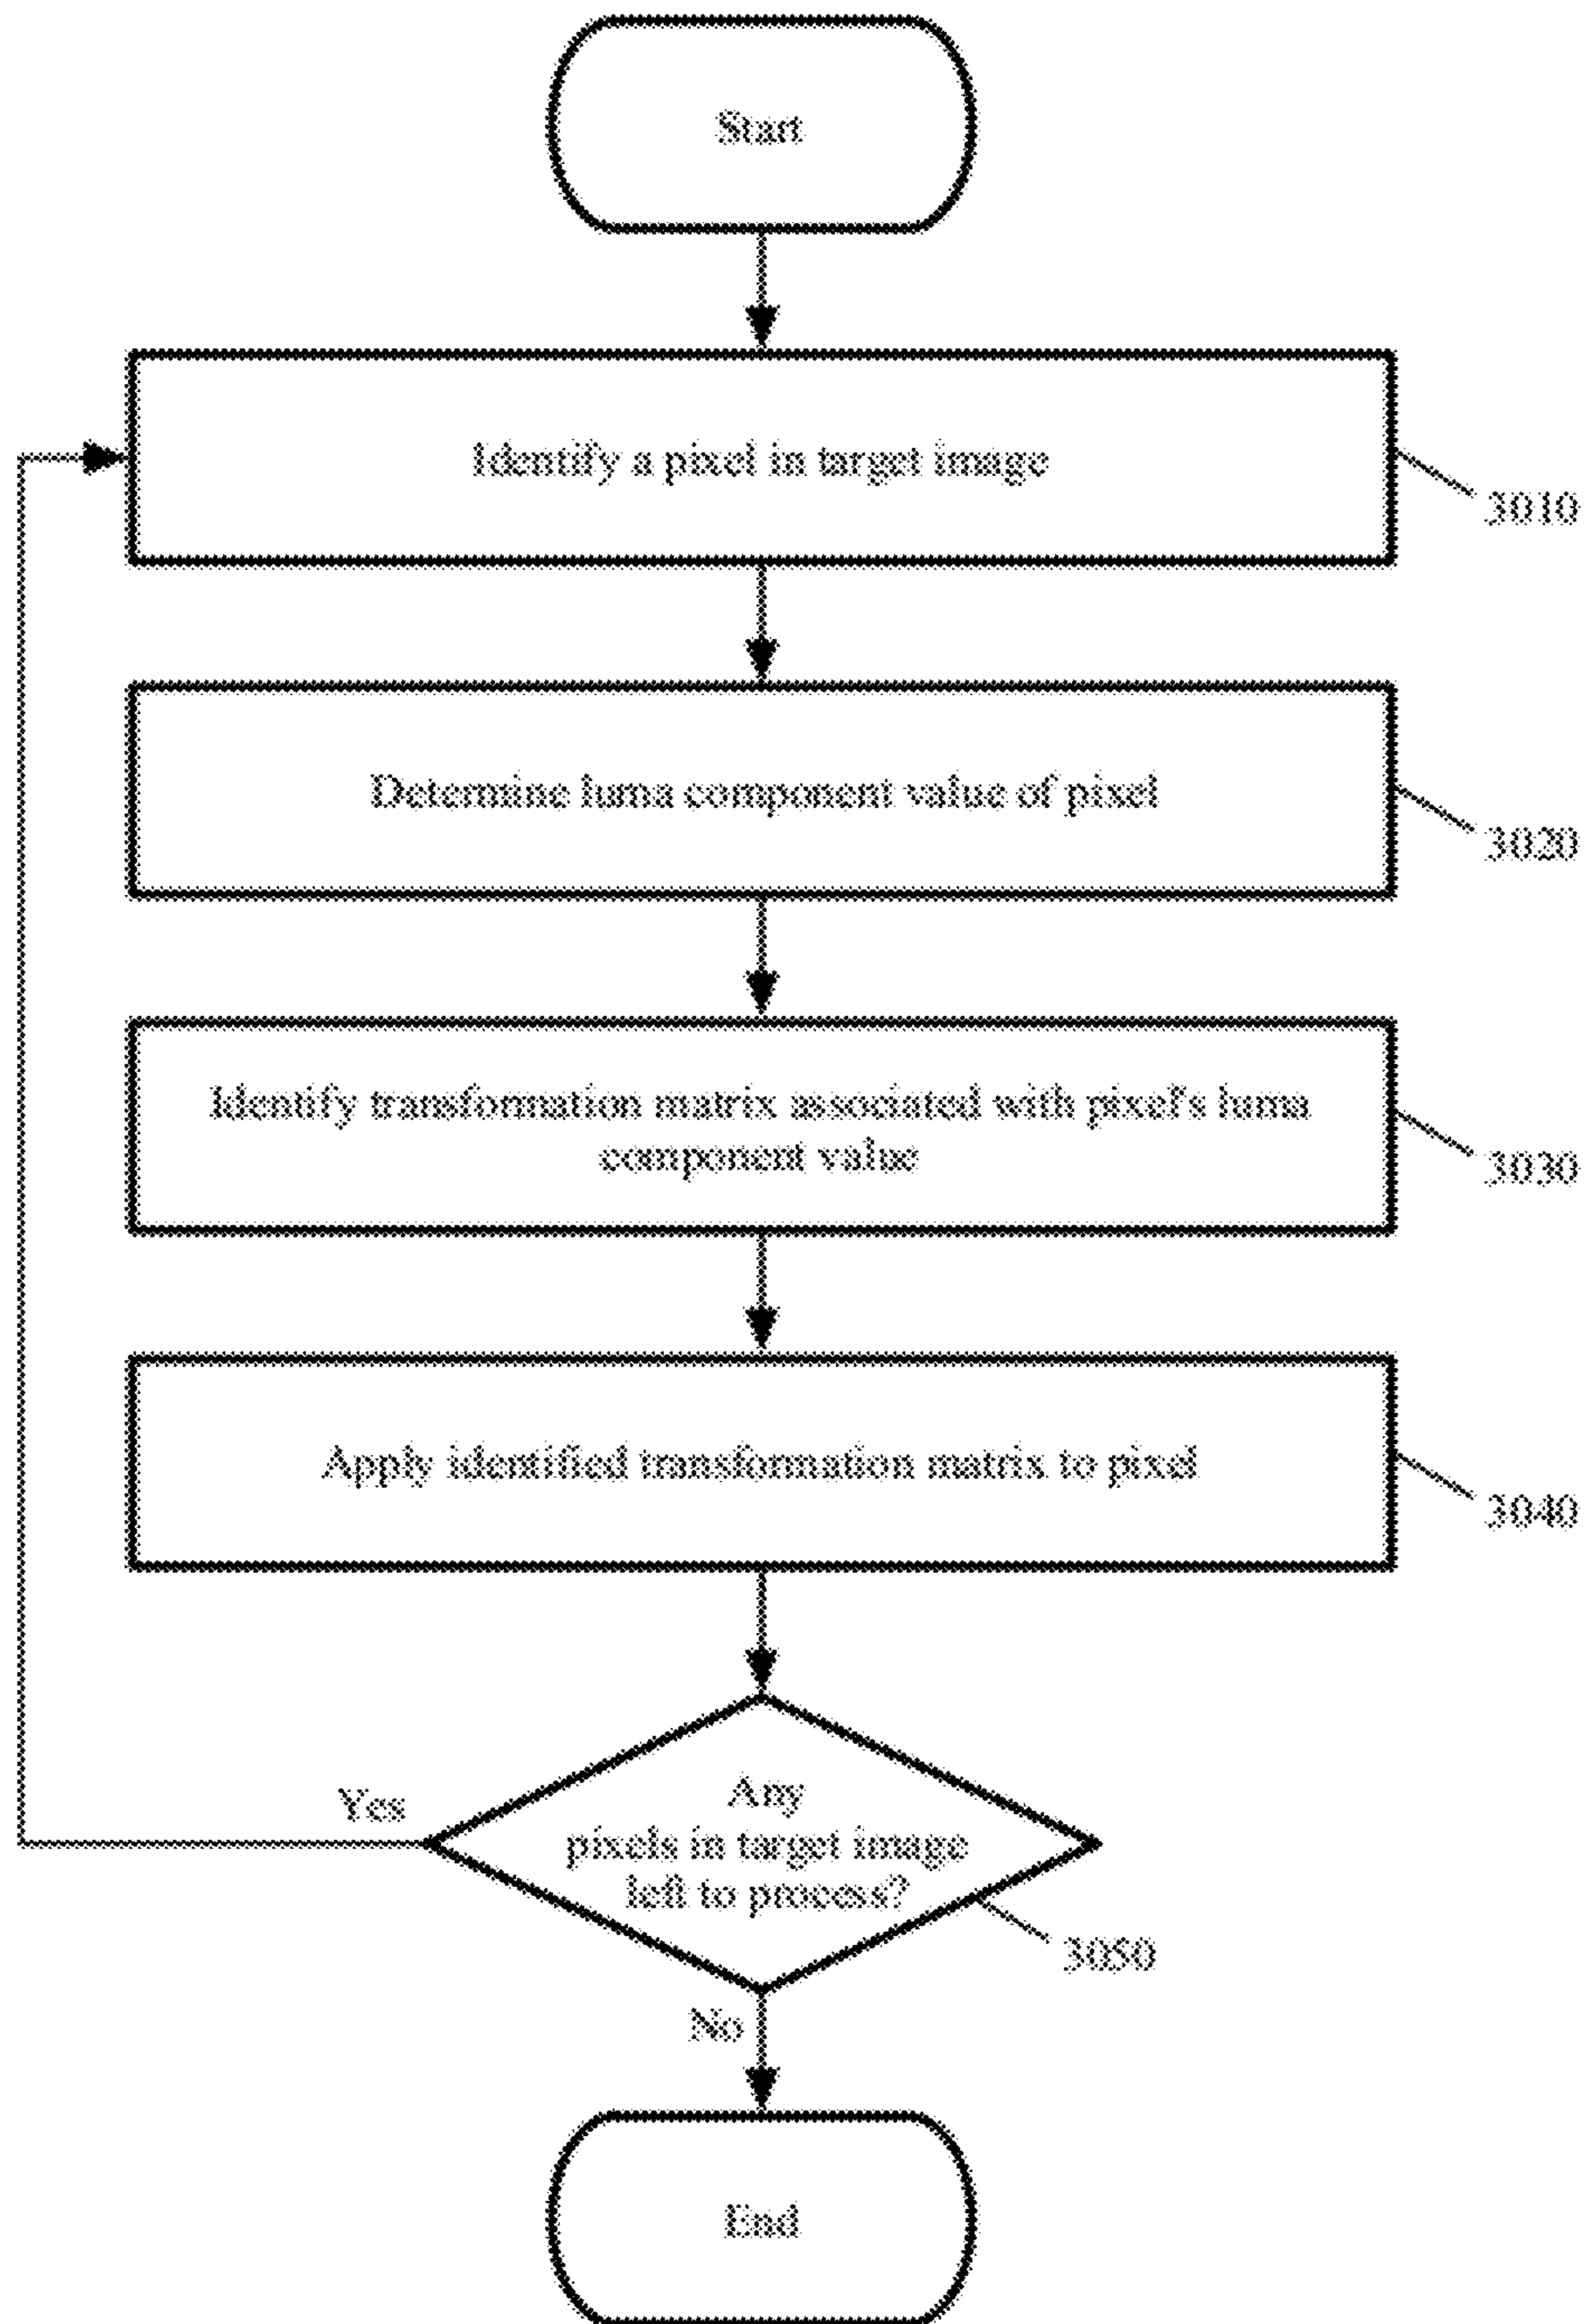 Start
Identify a pixel in target image
3010
Determine luma component value of pixel
3020
Identify transformation matrix associated with pixel's luma
component value
3030
Apply identified transformation matrix to pixel
3040
Any
pixels in target image
left to process?
Yes
3050
No
End